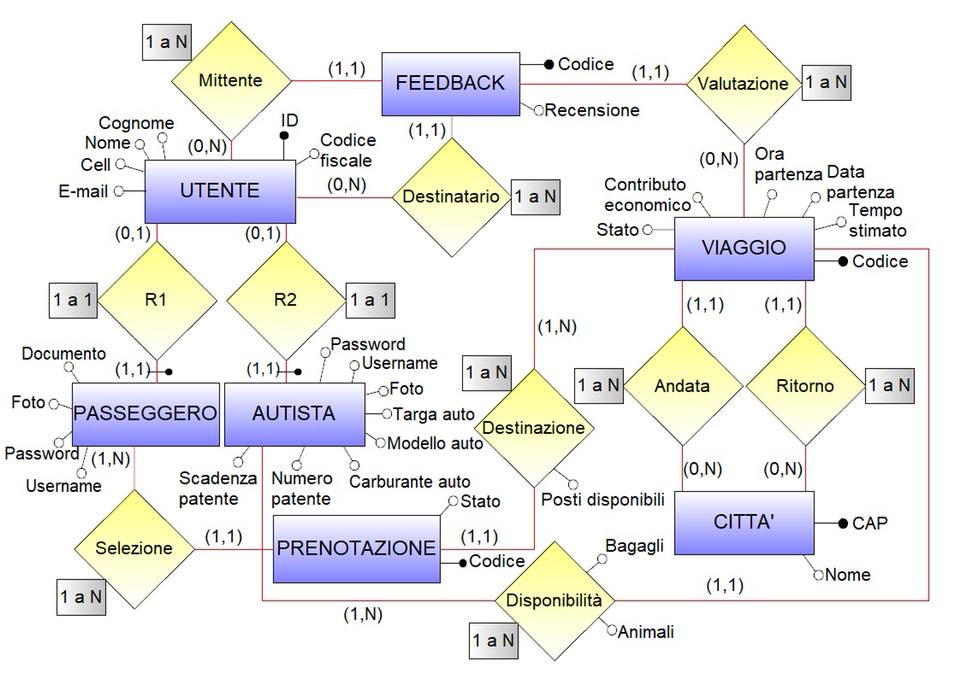 1 a N
Mittente
(1,1)
FEEDBACK
Codice
(1,1)
Valutazione
1 a N
Recensione
Cognome
Nome
Cell
E-mail
(0,N)
ID
Codice
fiscale
UTENTE
(0,N)
(1,1)
Destinatario
1 a N
(0,N)
Ora
partenza
Data
partenza
Contributo
economico
Tempo
stimato
Stato
VIAGGIO
Codice
(0,1)
(0,1)
1 a 1
R1
R2
1 a 1
(1,N)
(1,1)
(1,1)
Documento
(1,1)
(1,1)
Password
Username
Foto
PASSEGGERO
AUTISTA
Foto
Targa auto
Modello auto
1 a N
Destinazione
1 a N
Andata
Ritorno
1 a N
Password
Username
(1,N)
Scadenza
patente
Numero
patente
Carburante auto
Posti disponibili
(0,N)
(0,N)
Selezione
1 a N
(1,1)
Stato
PRENOTAZIONE
(1,1)
Codice
CITTA'
CAP
Nome
Bagagli
(1,N)
Disponibilità
(1,1)
1 a N
Animali